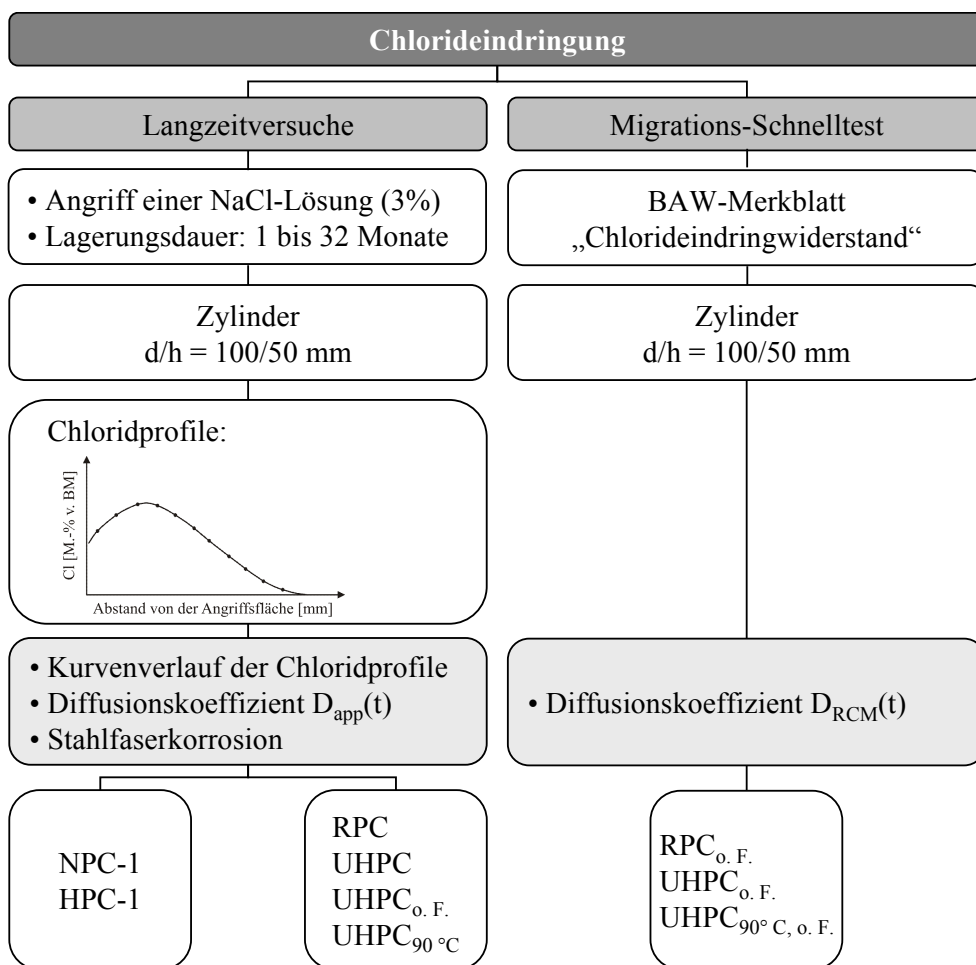 Chlorideindringung
Langzeitversuche
• Angriff einer NaCl-Lösung (3%)
• Lagerungsdauer: 1 bis 32 Monate
Zylinder
d/h = 100/50 mm
Chloridprofile:
Cl [M.-% v. BM]
Abstand von der Angriffsfläche [mm]
• Kurvenverlauf der Chloridprofile
• Diffusionskoeffizient Dapp(t)
• Stahlfaserkorrosion
NPC-1
HPC-1
RPC
UHPC
UHPCo. F.
UHPC90 °C
Migrations-Schnelltest
BAW-Merkblatt
„Chlorideindringwiderstand“
Zylinder
d/h = 100/50 mm
• Diffusionskoeffizient DRCM(t)
RPCo. F.
UHPCo. F.
UHPC90° C, o. F.